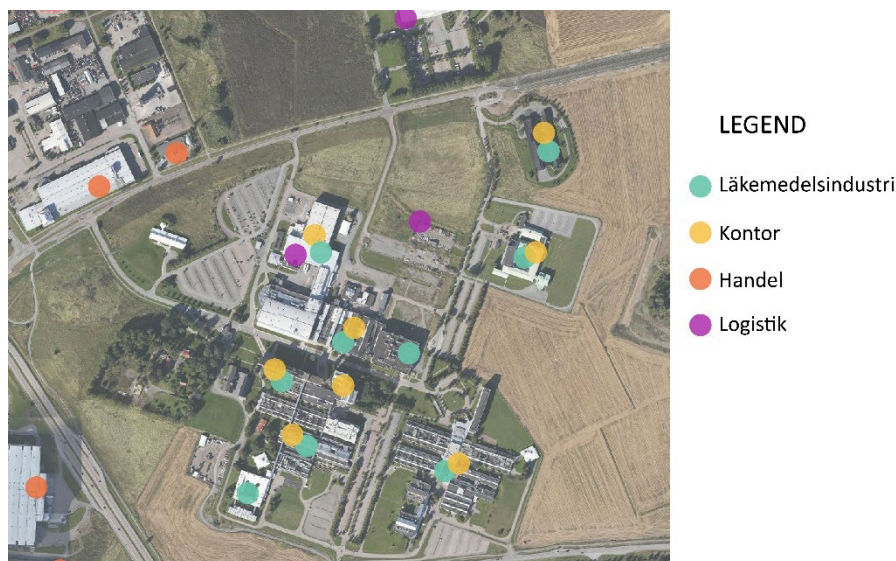 LEGEND
Läkemedelsindustri
Kontor
Handel
Logistik